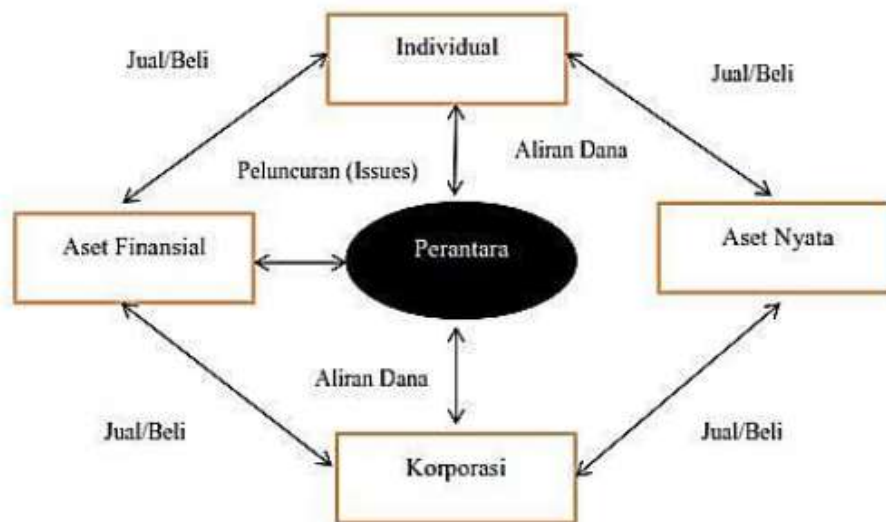 Individual
Jual/Beli
Jual/Beli
Aliran Dana
Peluncuran (Issues)
Aset Finansial
Perantara
Aset Nyata
Aliran Dana
Jual/Beli
Jual/Beli
Korporasi